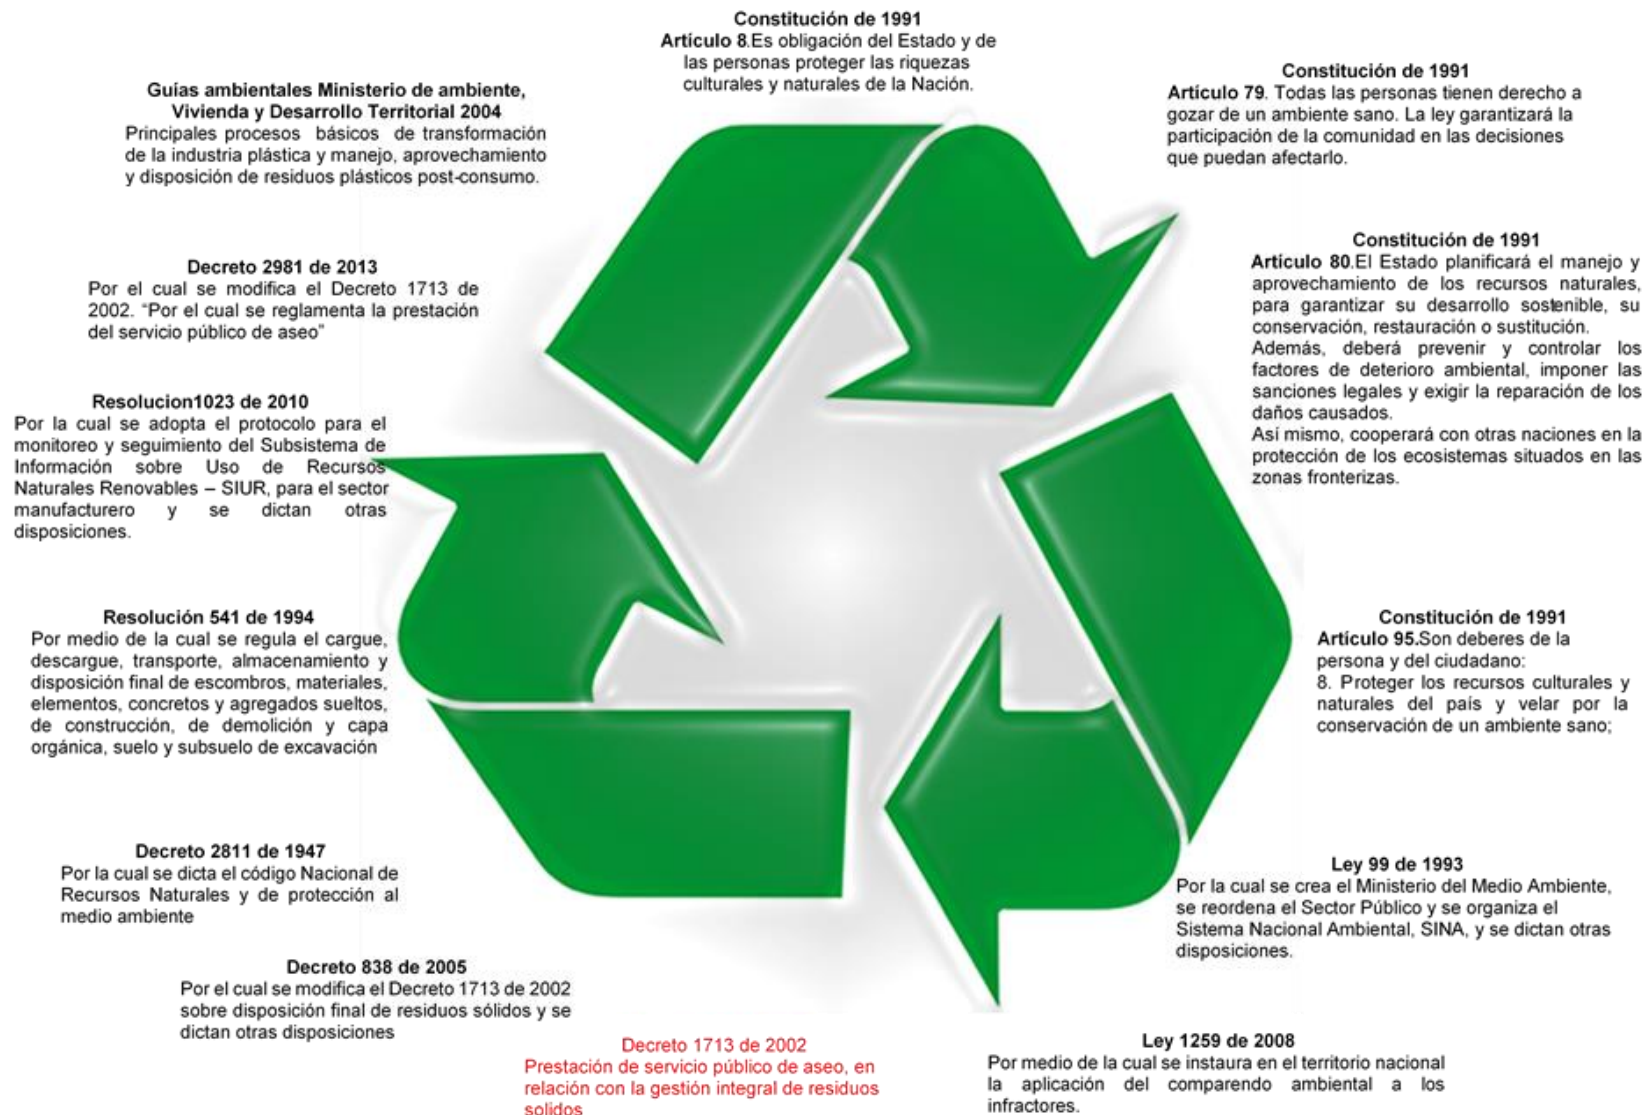 Constitución de 1991
Artículo 8.Es obligación del Estado y de
las personas proteger las riquezas
culturales y naturales de la Nación.
Constitución de 1991
Artículo 79. Todas las personas tienen derecho a
gozar de un ambiente sano. La ley garantizará la
participación de la comunidad en las decisiones
que puedan afectarlo.
Constitución de 1991
Artículo 80.El Estado planificará el manejo y
aprovechamiento de los recursos naturales,
para garantizar su desarrollo sostenible, su
conservación, restauración o sustitución.
Además, deberá prevenir y controlar los
factores de deterioro ambiental, imponer las
sanciones legales y exigir la reparación de los
daños causados.
Así mismo, cooperará con otras naciones en la
protección de los ecosistemas situados en las
zonas fronterizas.
Constitución de 1991
Artículo 95.Son deberes de la
persona y del ciudadano:
8. Proteger los recursos culturales y
naturales del país y velar por la
conservación de un ambiente sano;
Ley 99 de 1993
Por la cual se crea el Ministerio del Medio Ambiente,
se reordena el Sector Público y se organiza el
Sistema Nacional Ambiental, SINA, y se dictan otras
disposiciones.
Ley 1259 de 2008
Por medio de la cual se instaura en el territorio nacional
la aplicación del comparendo ambiental a los
infractores.
Decreto 1713 de 2002
Prestación de servicio público de aseo, en
relación con la gestión integral de residuos
solidos
Decreto 838 de 2005
Por el cual se modifica el Decreto 1713 de 2002
sobre disposición final de residuos sólidos y se
dictan otras disposiciones
Decreto 2811 de 1947
Por la cual se dicta el código Nacional de
Recursos Naturales y de protección al
medio ambiente
Resolución 541 de 1994
Por medio de la cual se regula el cargue,
descargue, transporte, almacenamiento y
disposición final de escombros, materiales,
elementos, concretos y agregados sueltos,
de construcción, de demolición y capa
orgánica, suelo y subsuelo de excavación
Resolucion1023 de 2010
Por la cual se adopta el protocolo para el
monitoreo y seguimiento del Subsistema de
Información sobre Uso de Recursos
Naturales Renovables – SIUR, para el sector
manufacturero y se dictan otras
disposiciones.
Decreto 2981 de 2013
Por el cual se modifica el Decreto 1713 de
2002. “Por el cual se reglamenta la prestación
del servicio público de aseo”
Guías ambientales Ministerio de ambiente,
Vivienda y Desarrollo Territorial 2004
Principales procesos básicos de transformación
de la industria plástica y manejo, aprovechamiento
y disposición de residuos plásticos post-consumo.